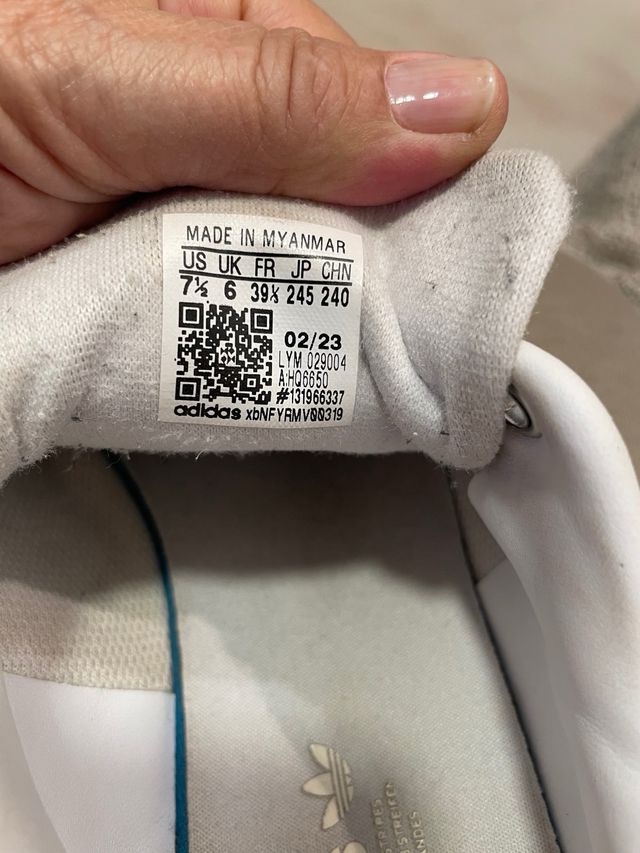 MADE IN MYANMAR
US UK FR JP CHN
7½ 6 39⅓ 245 240
02/23
LYM 029004
A:HQ6650
#131966337
adidas xbNFYRMV00319